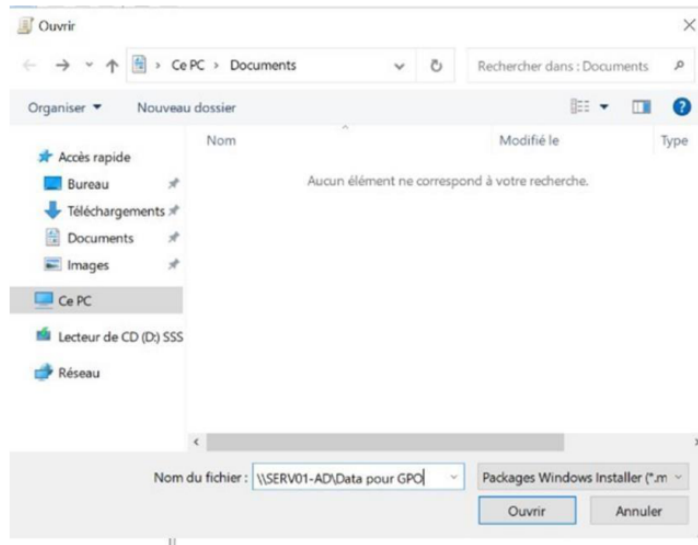 Ouvrir
Ce PC > Documents
Rechercher dans : Documents
Organiser
Nouveau dossier
Nom
Modifié le
Type
Aucun élément ne correspond à votre recherche.
Accès rapide
Bureau
Téléchargements
Documents
Images
Ce PC
Lecteur de CD (D:) SSS
Réseau
Nom du fichier : \\SERV01-AD\Data pour GPO
Packages Windows Installer (*.m
Ouvrir
Annuler